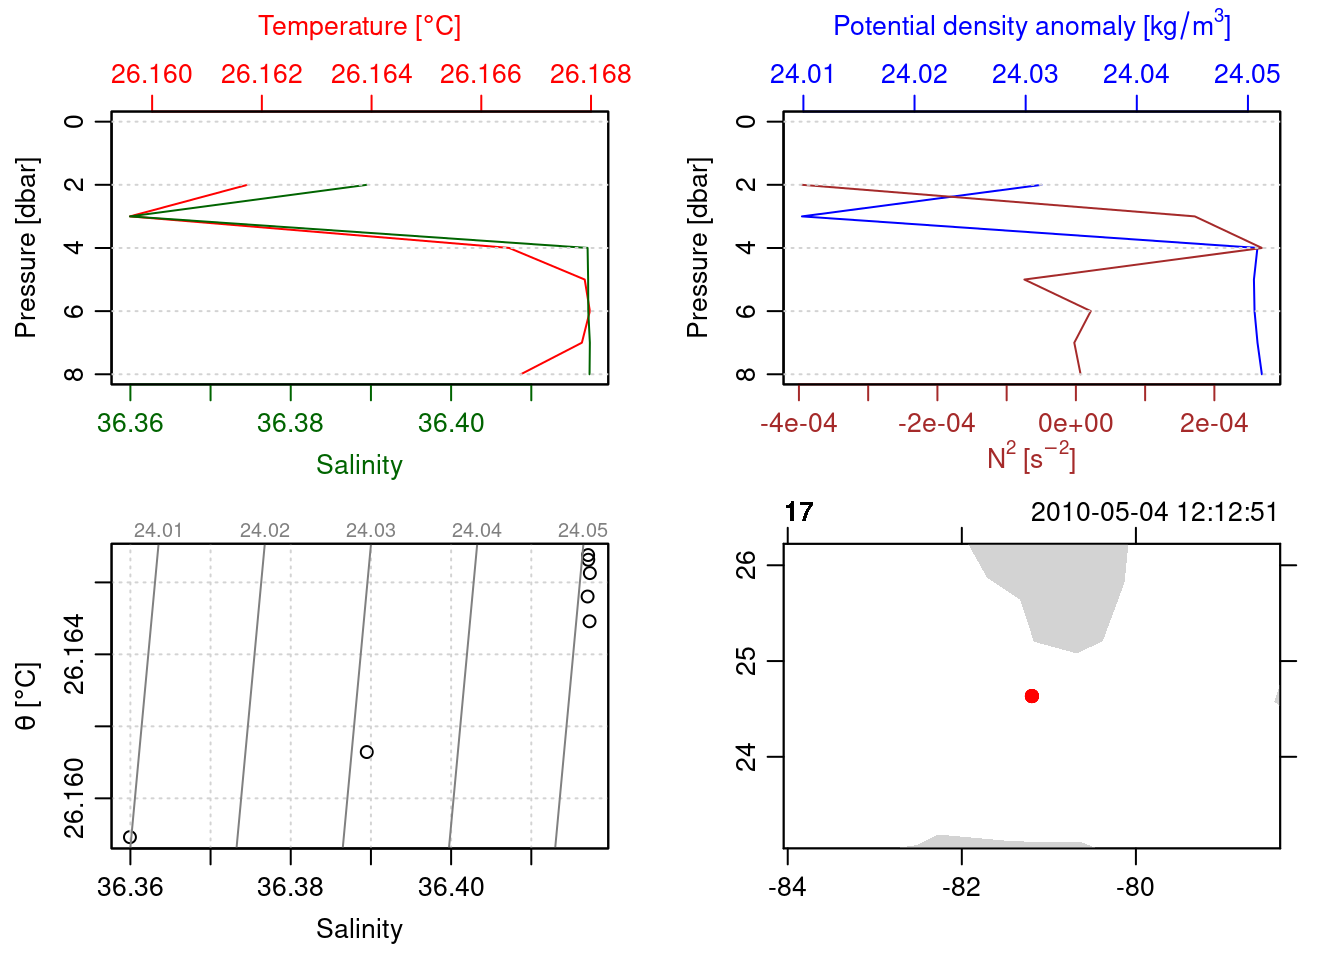 Temperature [°C]
26.160 26.162 26.164 26.166 26.168
Pressure [dbar]
0
2
4
6
8
36.36 36.38 36.40
Salinity
Potential density anomaly [kg/m³]
24.01 24.02 24.03 24.04 24.05
Pressure [dbar]
0
2
4
6
8
-4e-04 -2e-04 0e+00 2e-04
N² [s⁻²]
24.01 24.02 24.03 24.04 24.05
θ [°C]
26.164
26.160
36.36 36.38 36.40
Salinity
17 2010-05-04 12:12:51
26
25
24
-84 -82 -80